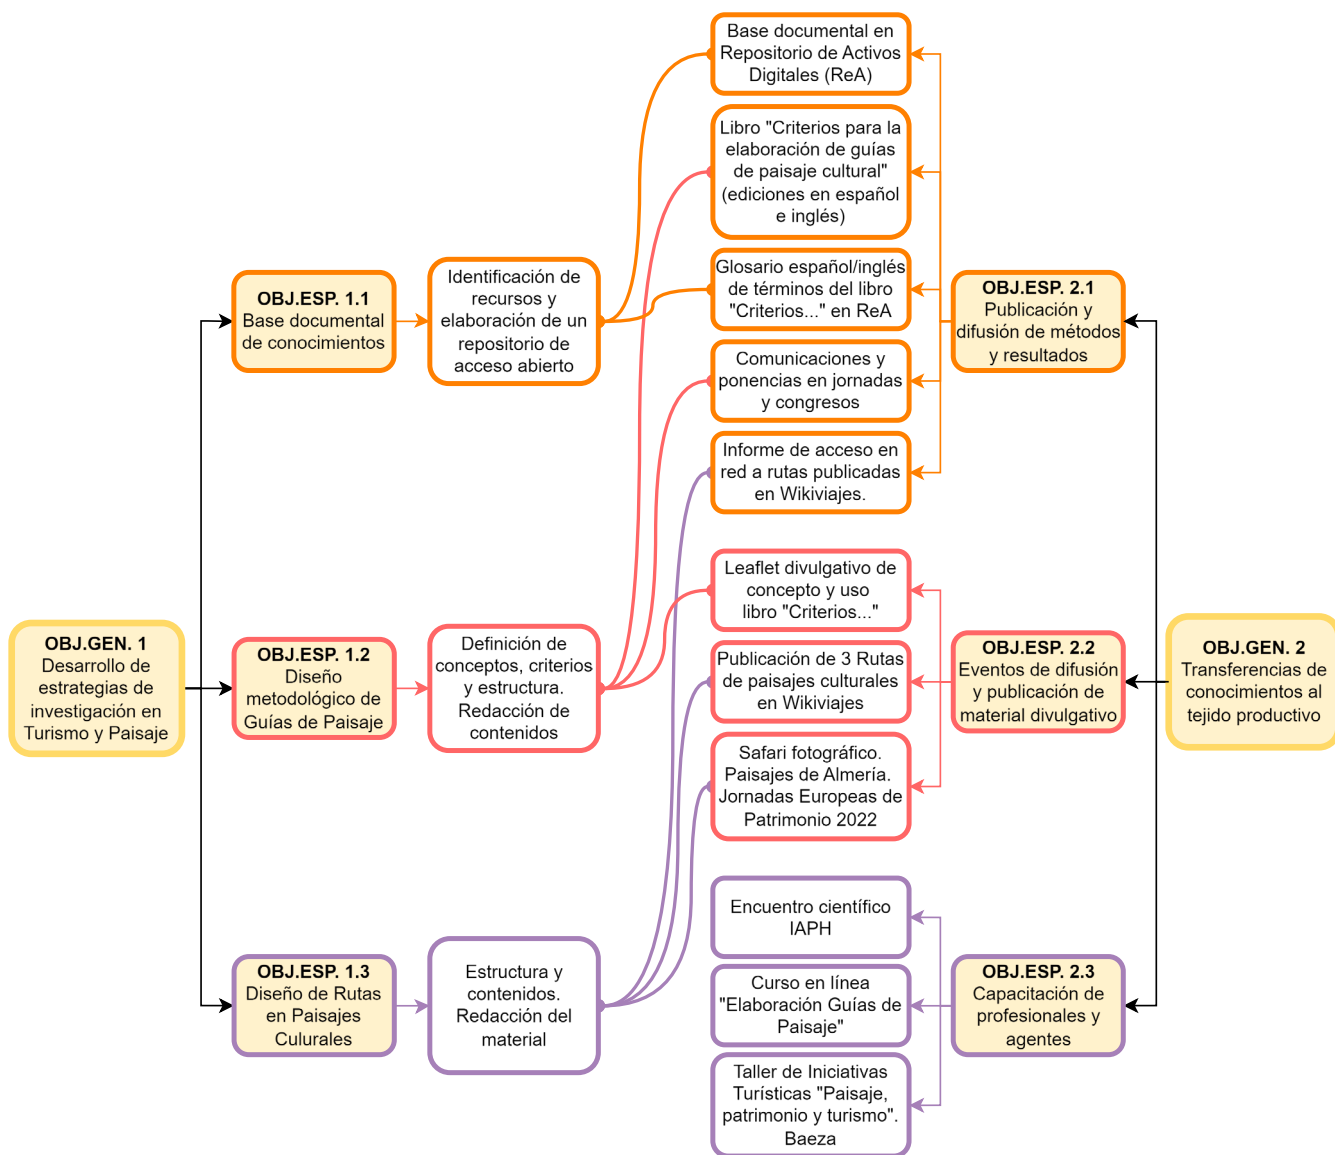 OBJ.GEN. 1
Desarrollo de
estrategias de
investigación en
Turismo y Paisaje
OBJ.ESP. 1.1
Base documental
de conocimientos
Identificación de
recursos y
elaboración de un
repositorio de
acceso abierto
OBJ.ESP. 1.2
Diseño
metodológico de
Guías de Paisaje
Definición de
conceptos, criterios
y estructura.
Redacción de
contenidos
OBJ.ESP. 1.3
Diseño de Rutas
en Paisajes
Culurales
Estructura y
contenidos.
Redacción del
material
Base documental en
Repositorio de Activos
Digitales (ReA)
Libro "Criterios para la
elaboración de guías
de paisaje cultural"
(ediciones en español
e inglés)
Glosario español/inglés
de términos del libro
"Criterios..." en ReA
Comunicaciones y
ponencias en jornadas
y congresos
Informe de acceso en
red a rutas publicadas
en Wikiviajes.
Leaflet divulgativo de
concepto y uso
libro "Criterios..."
Publicación de 3 Rutas
de paisajes culturales
en Wikiviajes
Safari fotográfico.
Paisajes de Almería.
Jornadas Europeas de
Patrimonio 2022
Encuentro científico
IAPH
Curso en línea
"Elaboración Guías de
Paisaje"
Taller de Iniciativas
Turísticas "Paisaje,
patrimonio y turismo".
Baeza
OBJ.ESP. 2.1
Publicación y
difusión de métodos
y resultados
OBJ.ESP. 2.2
Eventos de difusión
y publicación de
material divulgativo
OBJ.ESP. 2.3
Capacitación de
profesionales y
agentes
OBJ.GEN. 2
Transferencias de
conocimientos al
tejido productivo